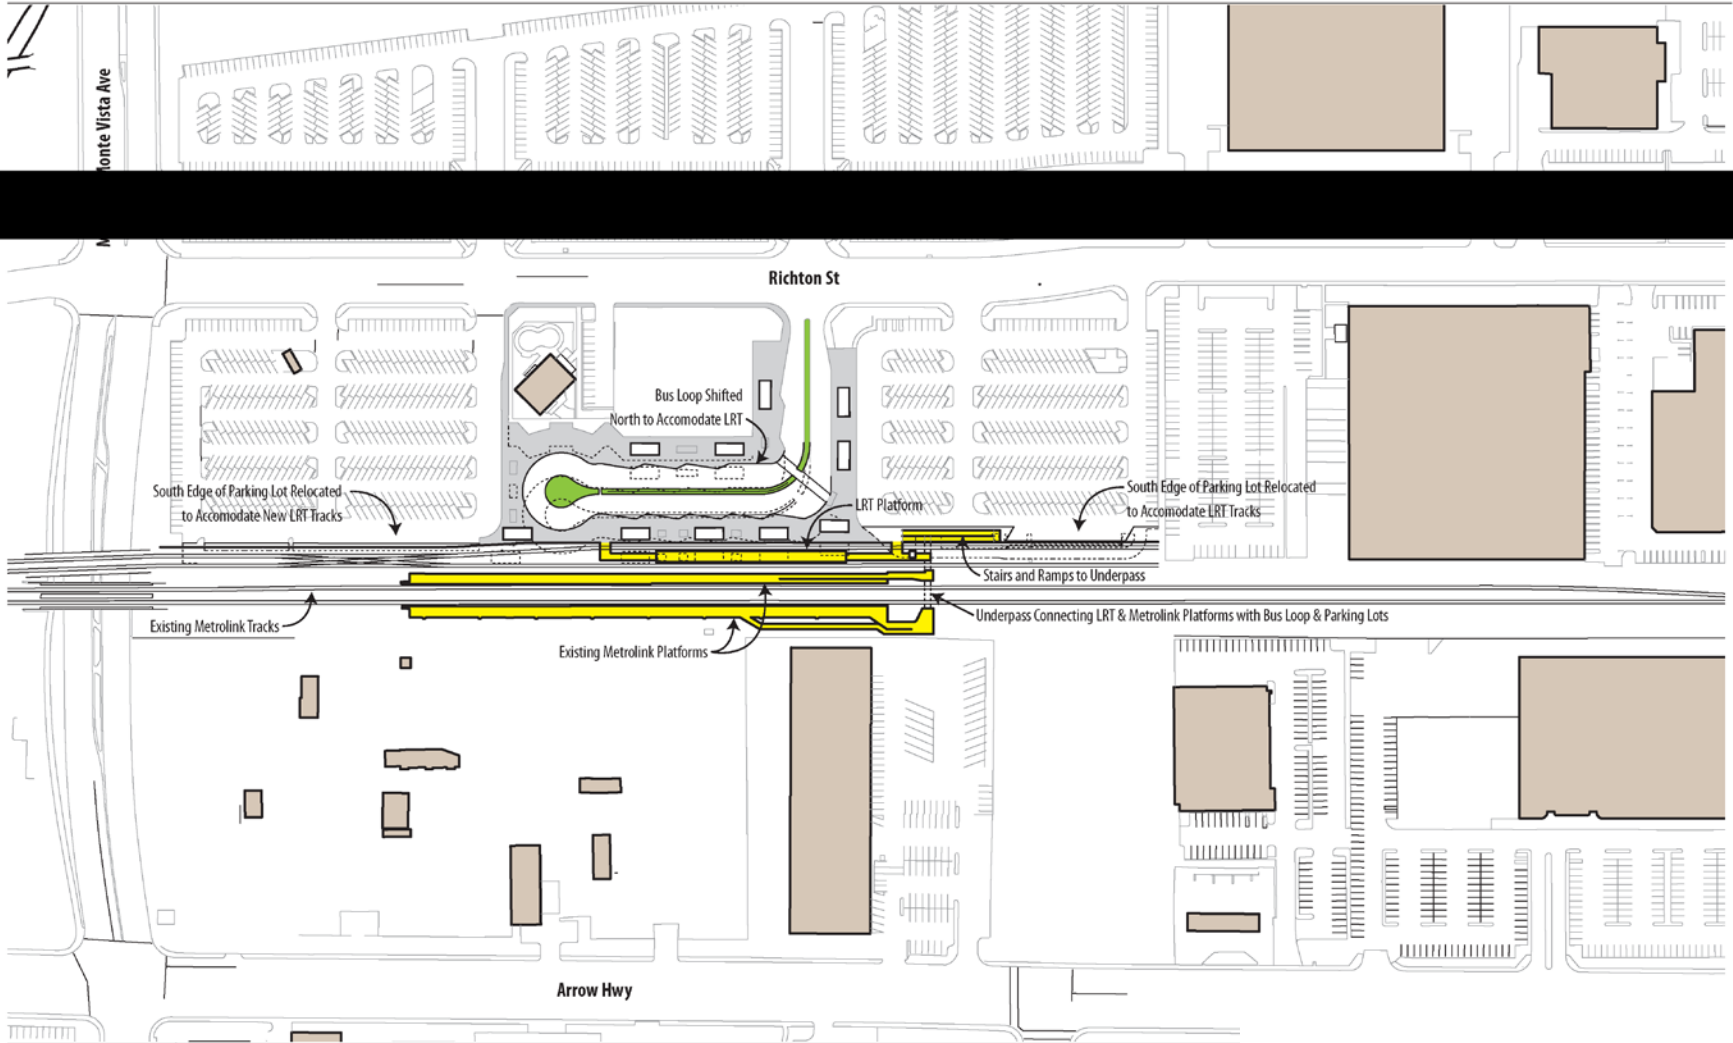 Monte Vista Ave
Richton St
Bus Loop Shifted
North to Accomodate LRT
South Edge of Parking Lot Relocated
to Accomodate New LRT Tracks
LRT Platform
South Edge of Parking Lot Relocated
to Accomodate LRT Tracks
Stairs and Ramps to Underpass
Underpass Connecting LRT & Metrolink Platforms with Bus Loop & Parking Lots
Existing Metrolink Tracks
Existing Metrolink Platforms
Arrow Hwy